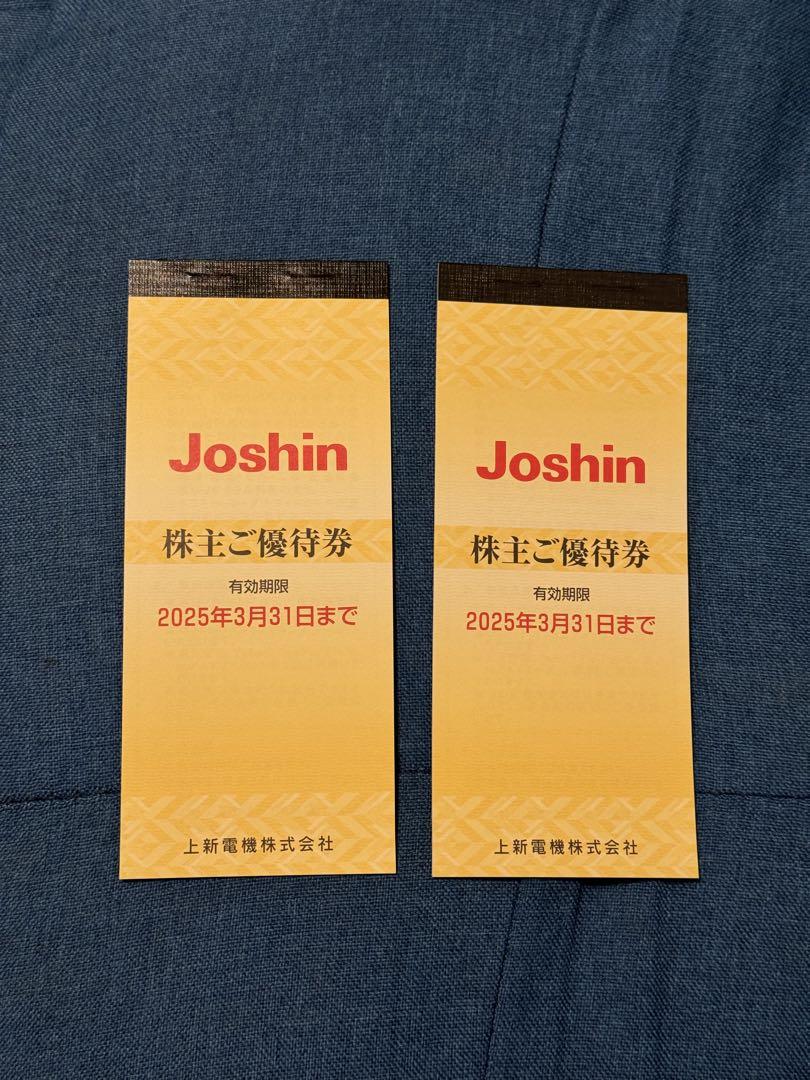 Joshin
株主ご優待券
有効期限
2025年3月31日まで
上新電機株式会社
Joshin
株主ご優待券
有効期限
2025年3月31日まで
上新電機株式会社